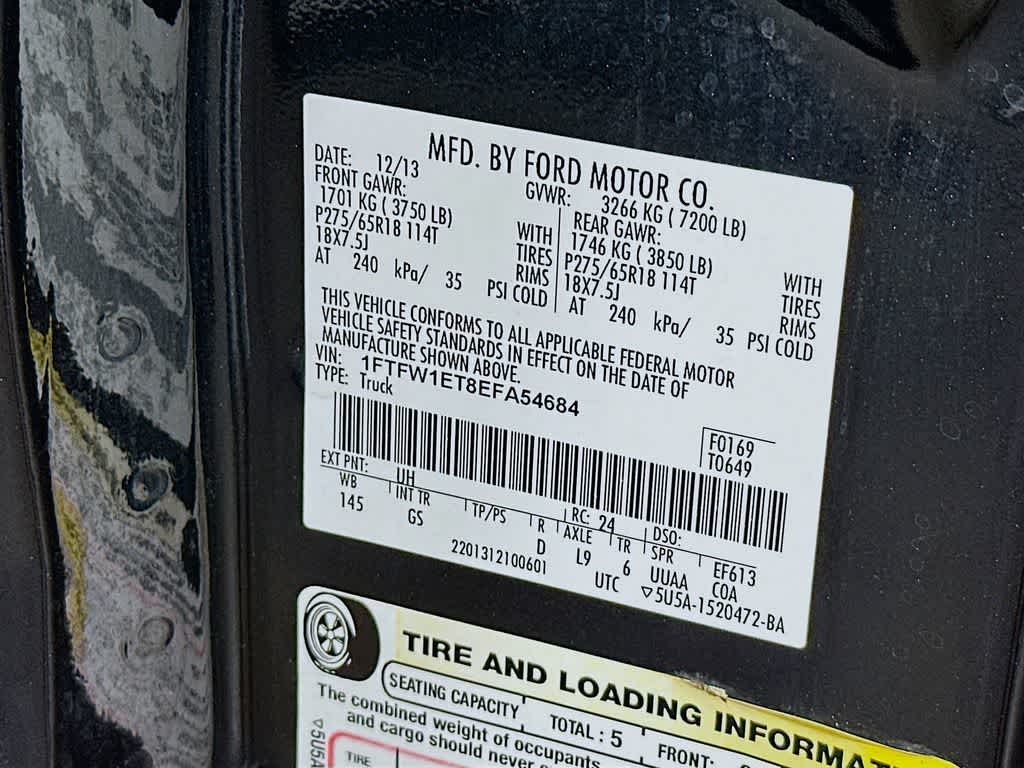 MFD. BY FORD MOTOR CO.
DATE: 12/13 GVWR: 3266 KG ( 7200 LB)
FRONT GAWR: REAR GAWR:
1701 KG ( 3750 LB) WITH 1746 KG ( 3850 LB) WITH
P275/65R18 114T TIRES P275/65R18 114T TIRES
18X7.5J RIMS 18X7.5J RIMS
AT 240 kPa/ 35 PSI COLD AT 240 kPa/ 35 PSI COLD
THIS VEHICLE CONFORMS TO ALL APPLICABLE FEDERAL MOTOR
VEHICLE SAFETY STANDARDS IN EFFECT ON THE DATE OF
MANUFACTURE SHOWN ABOVE.
VIN: 1FTFW1ET8EFA54684
TYPE: Truck
F0169
T0649
EXT PNT: UH RC: 24 DSO:
WB INT TR TP/PS R AXLE TR SPR EF613
145 GS D L9 6 UUAA COA
2201312100601 UTC ▽5U5A-1520472-BA
TIRE AND LOADING INFORMAT
SEATING CAPACITY TOTAL : 5 FRONT:
The combined weight of occupants
and cargo should never
TIRE
▽5U5A